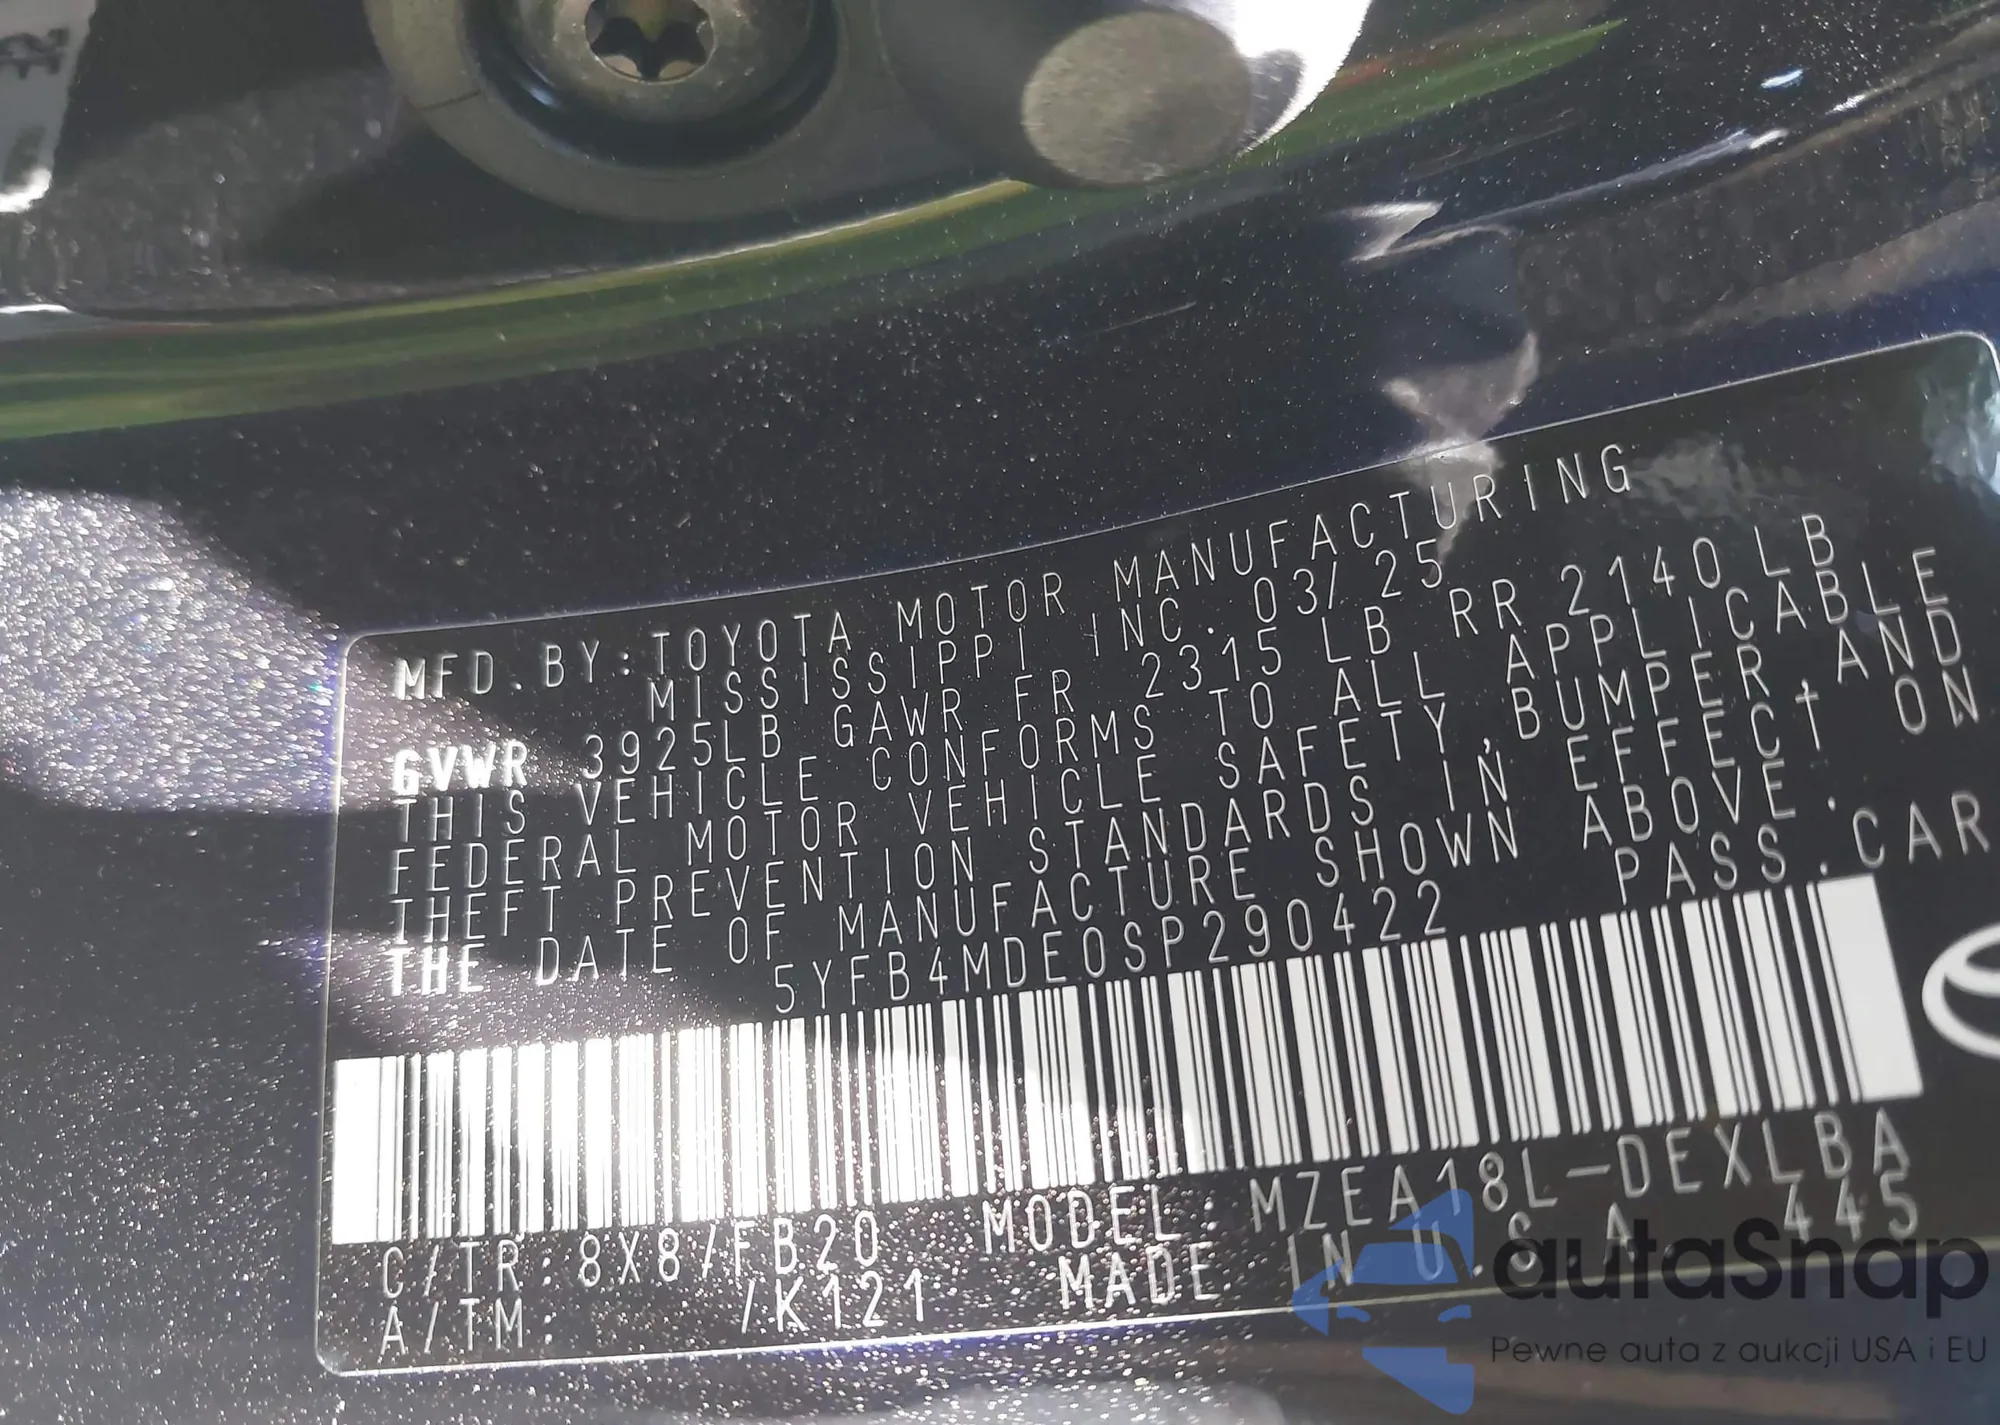 MFD. BY: TOYOTA MOTOR MANUFACTURING
MISSISSIPPI INC. 03/25
GVWR 3925LB GAWR FR 2315 LB RR 2140 LB
THIS VEHICLE CONFORMS TO ALL APPLICABLE
FEDERAL MOTOR VEHICLE SAFETY, BUMPER, AND
THEFT PREVENTION STANDARDS IN EFFECT ON
THE DATE OF MANUFACTURE SHOWN ABOVE.
5YFB4MDE0SP290422 PASS. CAR
C/TR: 8X8/FB20 MODEL: MZEA18L-DEXLBA
A/TM: /K121 MADE IN U.S.A. 445
autaSnap
Pewne auta z aukcji USA i EU